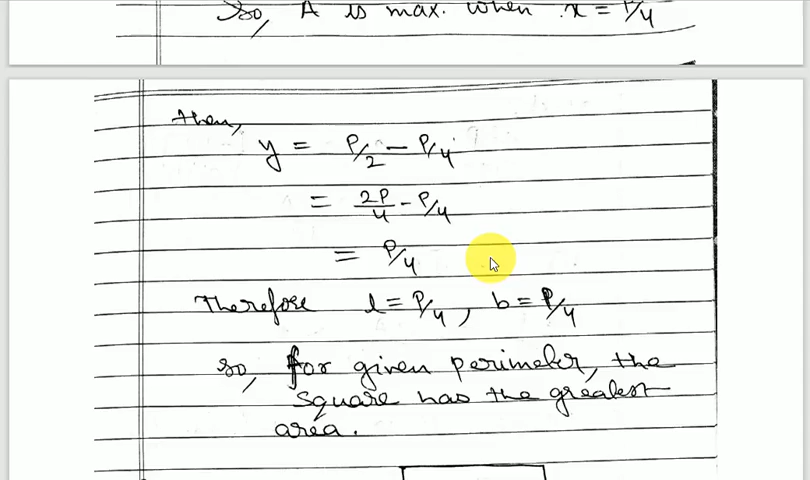 So, A is max. when x = P/4
then,
y = P/2 - P/4
= 2P/4 - P/4
= P/4
Therefore l = P/4, b = P/4
So, for given perimeter, the
square has the greatest
area.